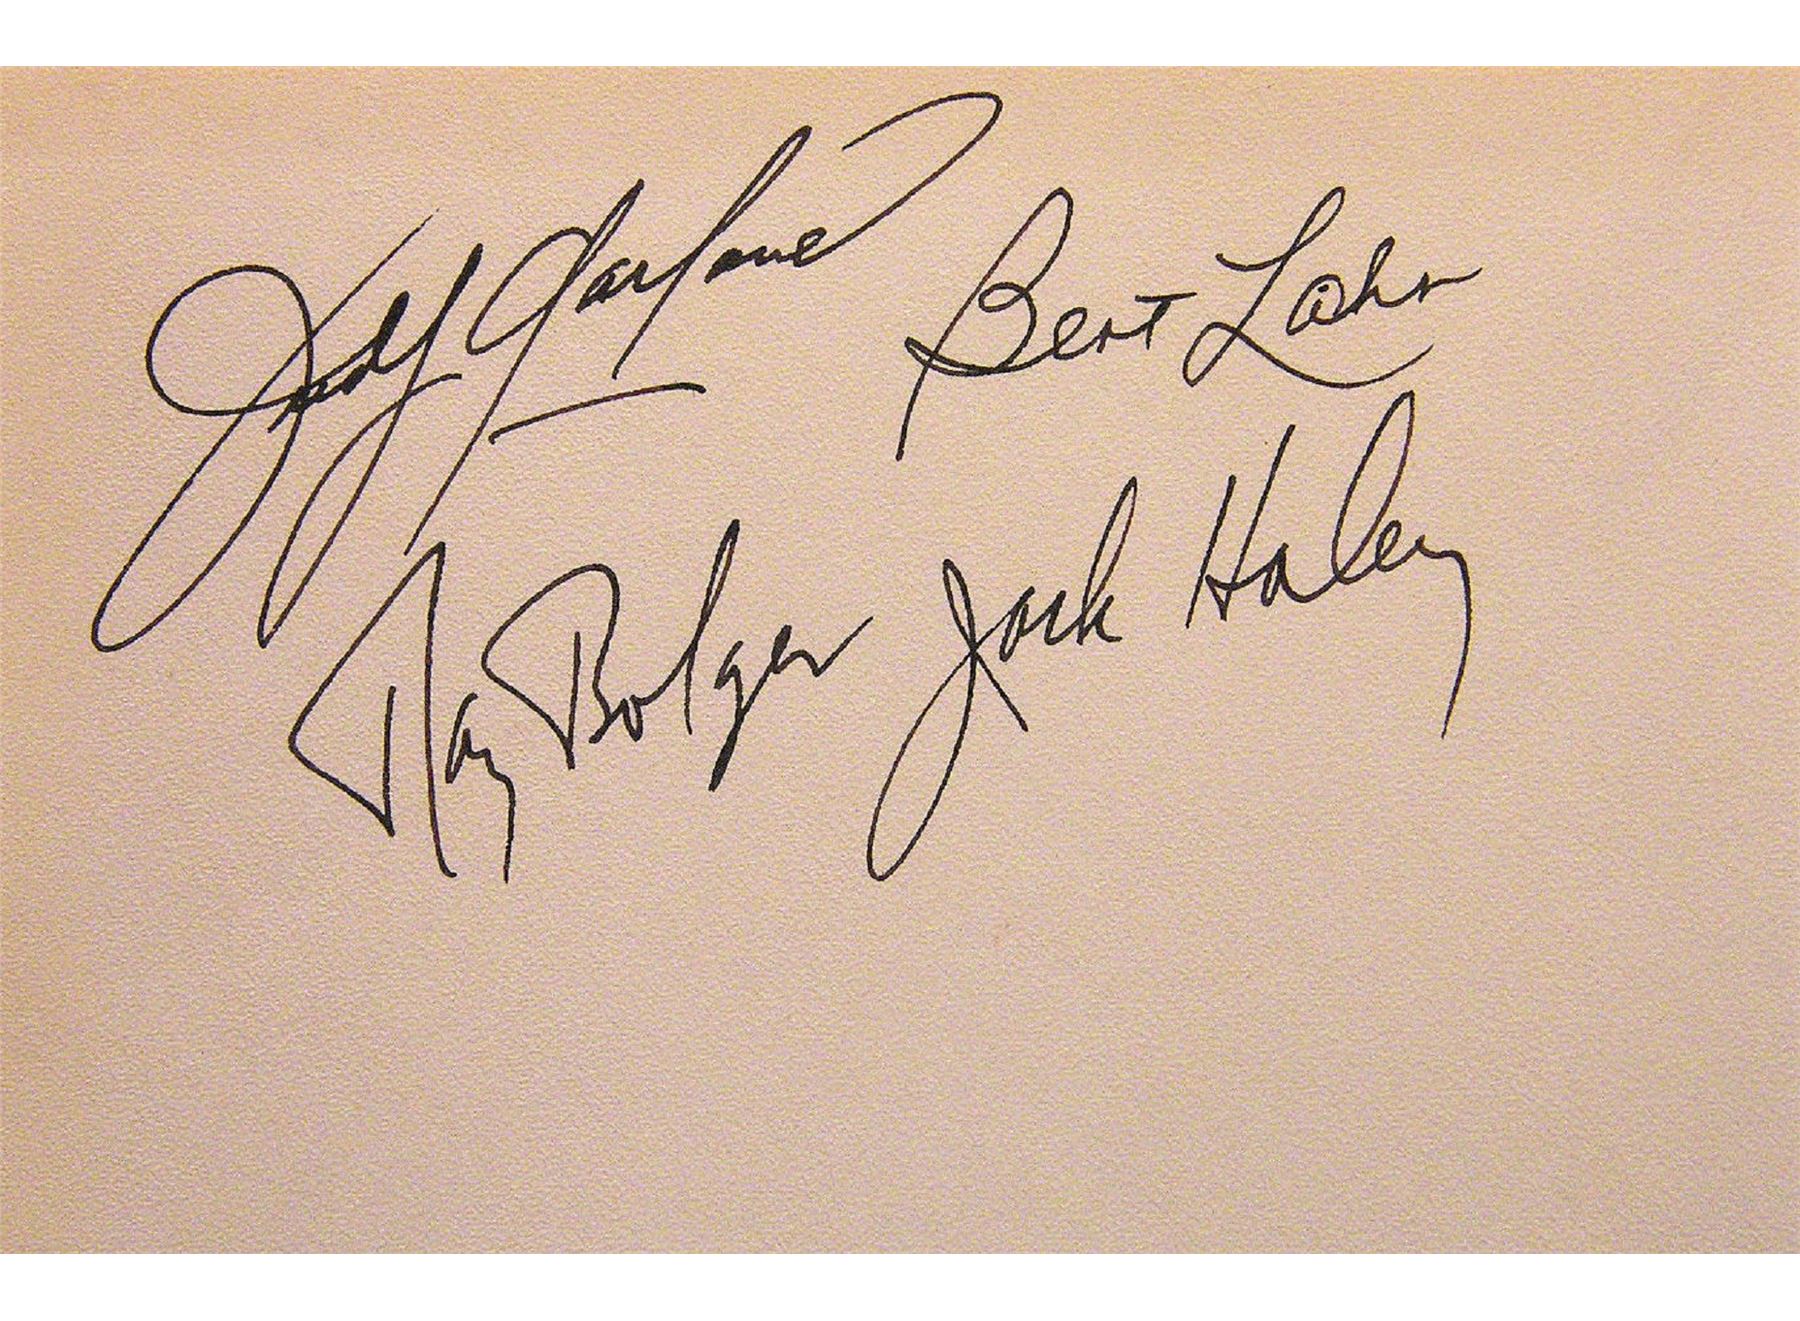 Judy Garland
Bert Lahr
Ray Bolger
Jack Haley